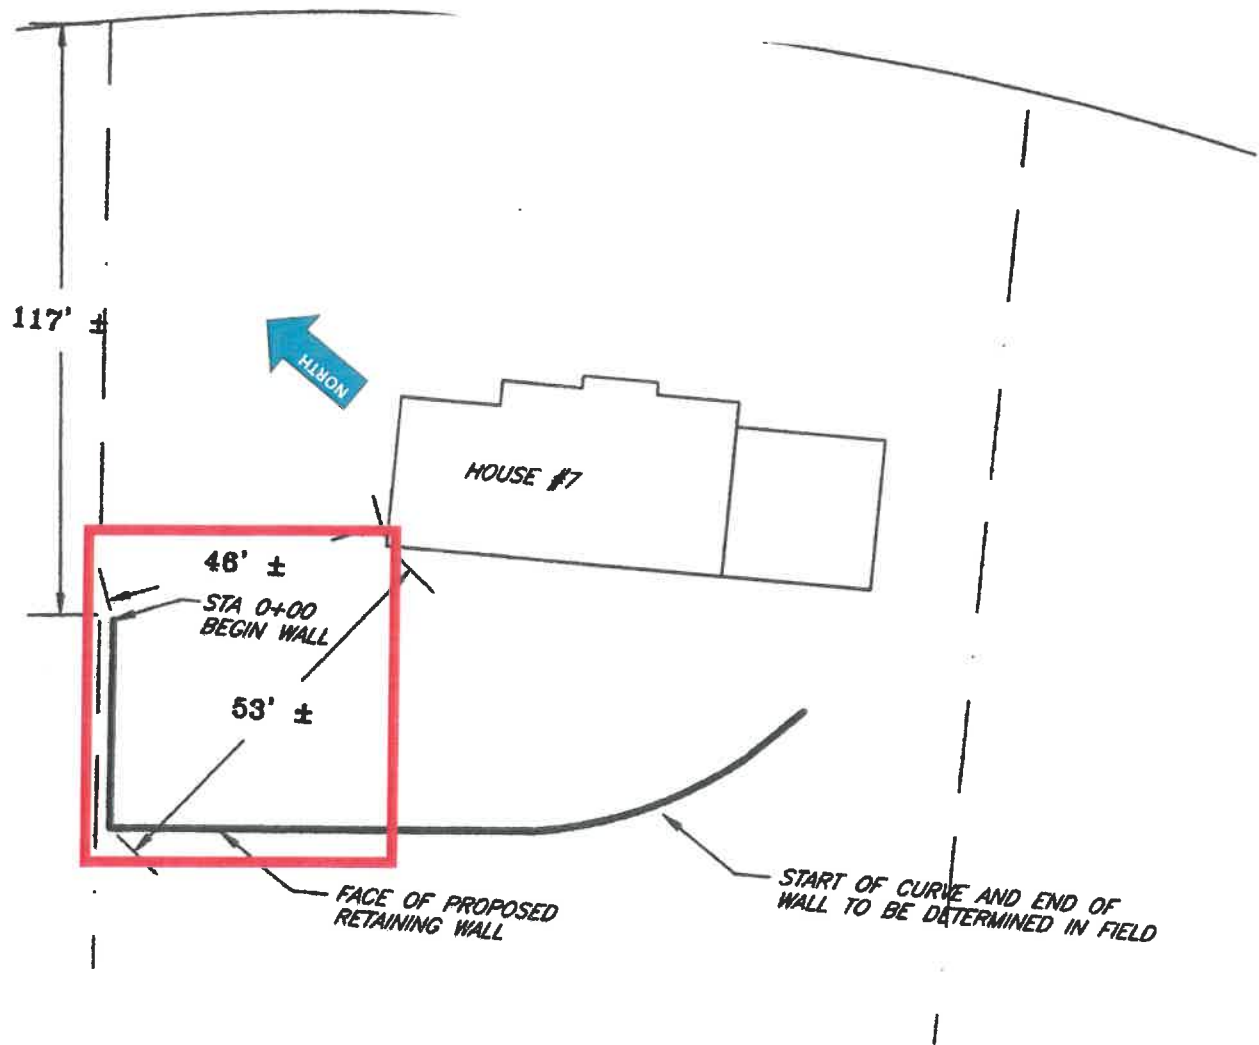 117' ±
NORTH
HOUSE #7
46' ±
STA 0+00
BEGIN WALL
53' ±
FACE OF PROPOSED
RETAINING WALL
START OF CURVE AND END OF
WALL TO BE DETERMINED IN FIELD